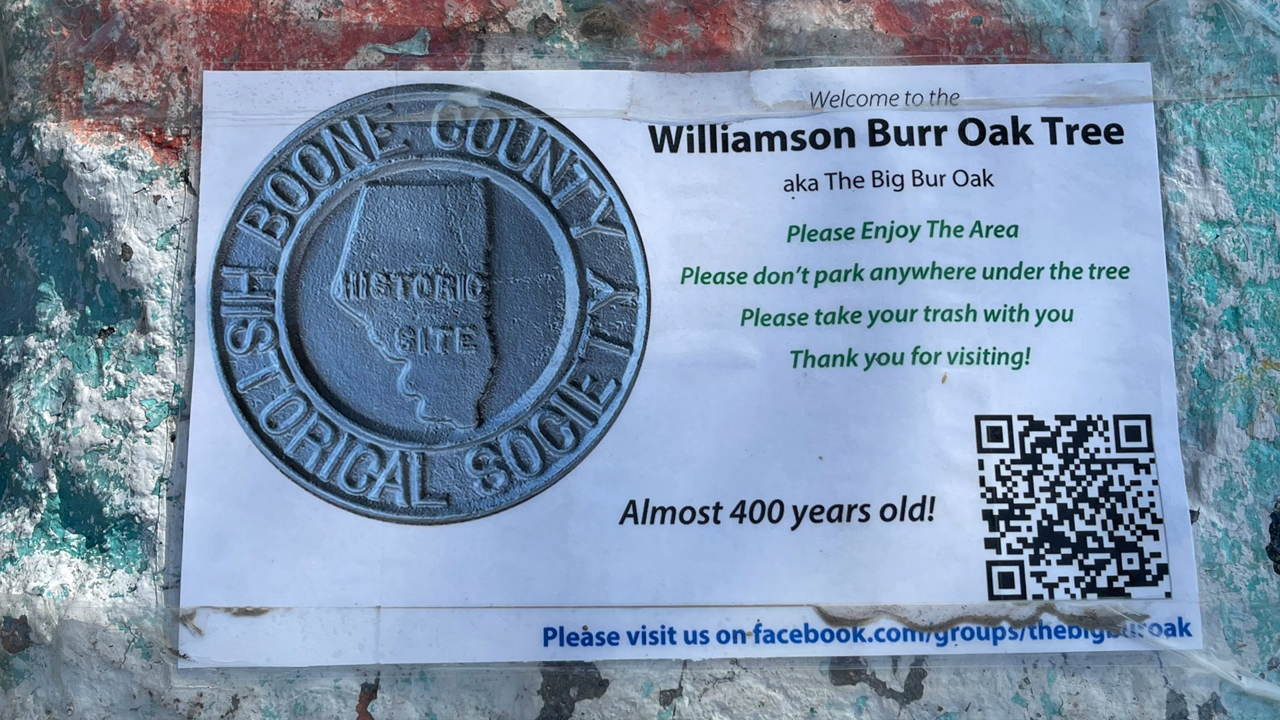 BOONE COUNTY
HISTORICAL SOCIETY
HISTORIC
SITE
Welcome to the
Williamson Burr Oak Tree
aka The Big Bur Oak
Please Enjoy The Area
Please don't park anywhere under the tree
Please take your trash with you
Thank you for visiting!
Almost 400 years old!
Please visit us on facebook.com/groups/thebigburoak